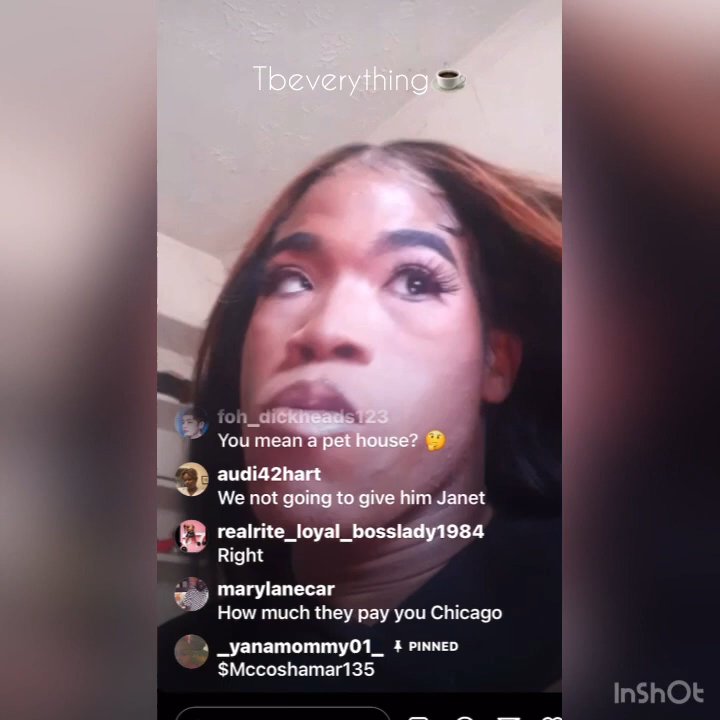 Tbeverything☕
foh_dickheads123
You mean a pet house? 🤔
audi42hart
We not going to give him Janet
realrite_loyal_bosslady1984
Right
marylanecar
How much they pay you Chicago
_yanamommy01_ PINNED
$Mccoshamar135
InShOt